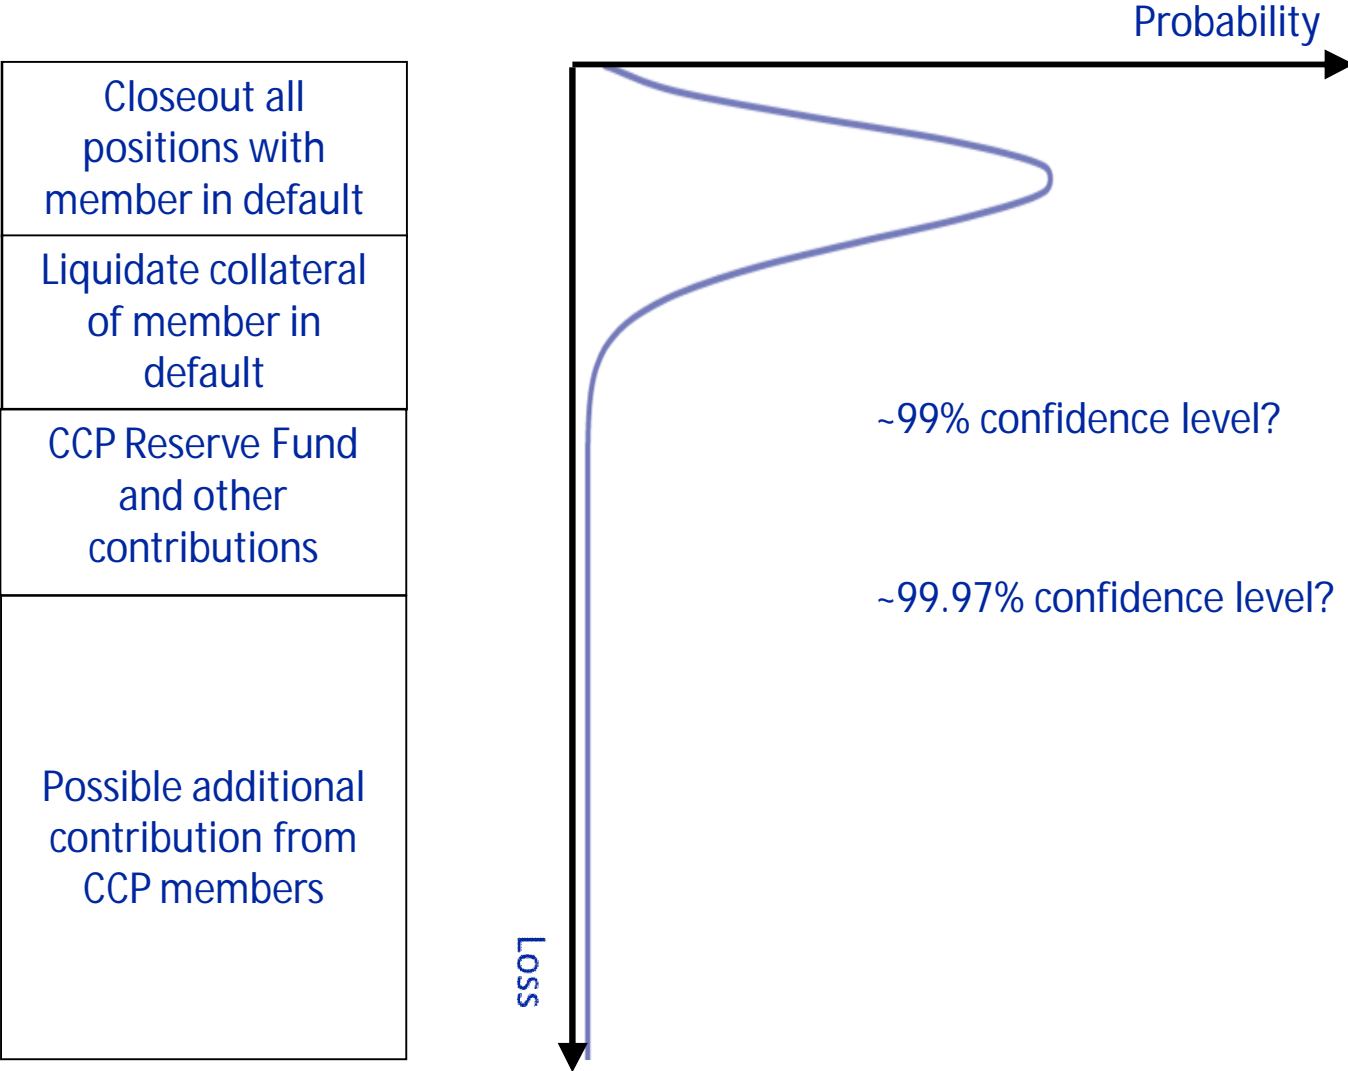 Probability
Closeout all
positions with
member in default
Liquidate collateral
of member in
default
~99% confidence level?
CCP Reserve Fund
and other
contributions
~99.97% confidence level?
Possible additional
contribution from
CCP members
Loss